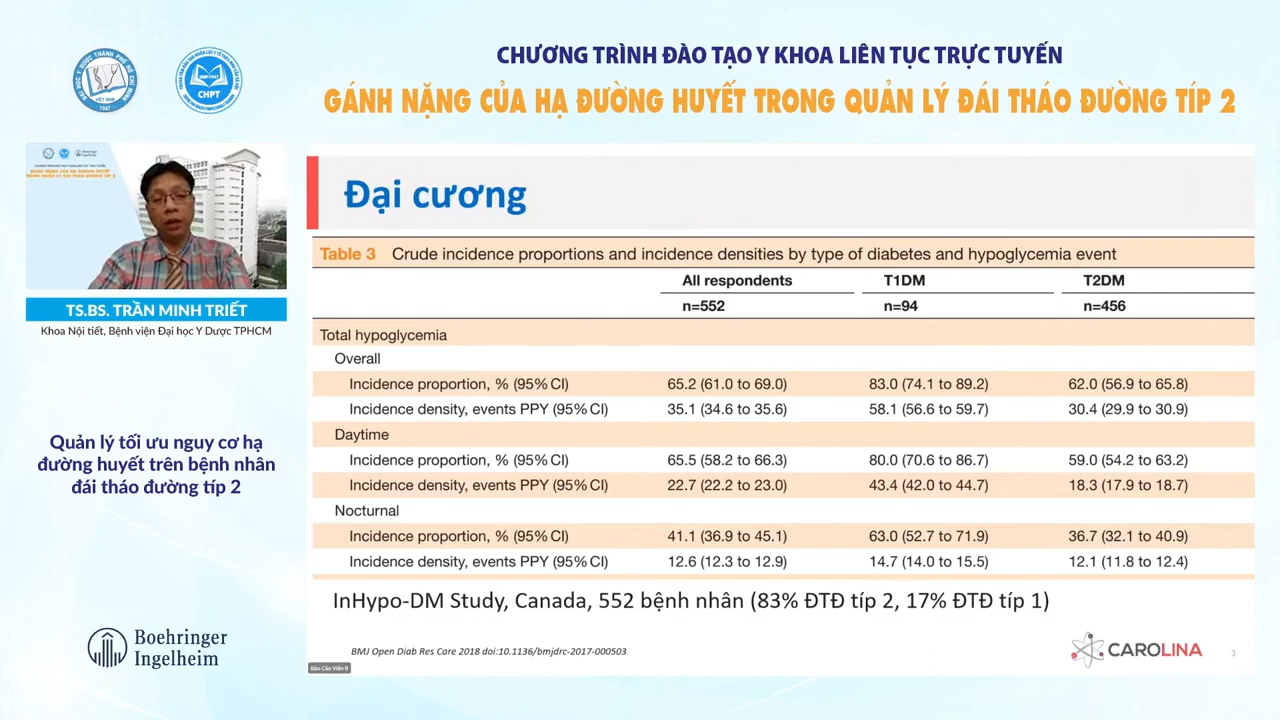 CHƯƠNG TRÌNH ĐÀO TẠO Y KHOA LIÊN TỤC TRỰC TUYẾN
GÁNH NẶNG CỦA HẠ ĐƯỜNG HUYẾT TRONG QUẢN LÝ ĐÁI THÁO ĐƯỜNG TÍP 2
CHPT
TS.BS. TRẦN MINH TRIẾT
Khoa Nội tiết, Bệnh viện Đại học Y Dược TPHCM
Quản lý tối ưu nguy cơ hạ
đường huyết trên bệnh nhân
đái tháo đường típ 2
Boehringer
Ingelheim
Đại cương
Table 3 Crude incidence proportions and incidence densities by type of diabetes and hypoglycemia event
All respondents T1DM T2DM
n=552 n=94 n=456
Total hypoglycemia
Overall
Incidence proportion, % (95% CI) 65.2 (61.0 to 69.0) 83.0 (74.1 to 89.2) 62.0 (56.9 to 65.8)
Incidence density, events PPY (95% CI) 35.1 (34.6 to 35.6) 58.1 (56.6 to 59.7) 30.4 (29.9 to 30.9)
Daytime
Incidence proportion, % (95% CI) 65.5 (58.2 to 66.3) 80.0 (70.6 to 86.7) 59.0 (54.2 to 63.2)
Incidence density, events PPY (95% CI) 22.7 (22.2 to 23.0) 43.4 (42.0 to 44.7) 18.3 (17.9 to 18.7)
Nocturnal
Incidence proportion, % (95% CI) 41.1 (36.9 to 45.1) 63.0 (52.7 to 71.9) 36.7 (32.1 to 40.9)
Incidence density, events PPY (95% CI) 12.6 (12.3 to 12.9) 14.7 (14.0 to 15.5) 12.1 (11.8 to 12.4)
InHypo-DM Study, Canada, 552 bệnh nhân (83% ĐTĐ típ 2, 17% ĐTĐ típ 1)
BMJ Open Diab Res Care 2018 doi:10.1136/bmjdrc-2017-000503
CAROLINA
3
Báo Cáo Viên 9